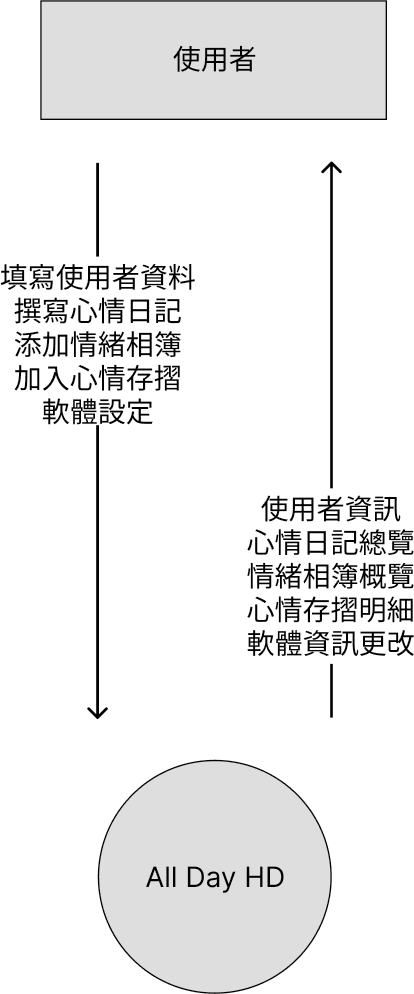 使用者
填寫使用者資料
撰寫心情日記
添加情緒相簿
加入心情存摺
軟體設定
使用者資訊
心情日記總覽
情緒相簿概覽
心情存摺明細
軟體資訊更改
All Day HD